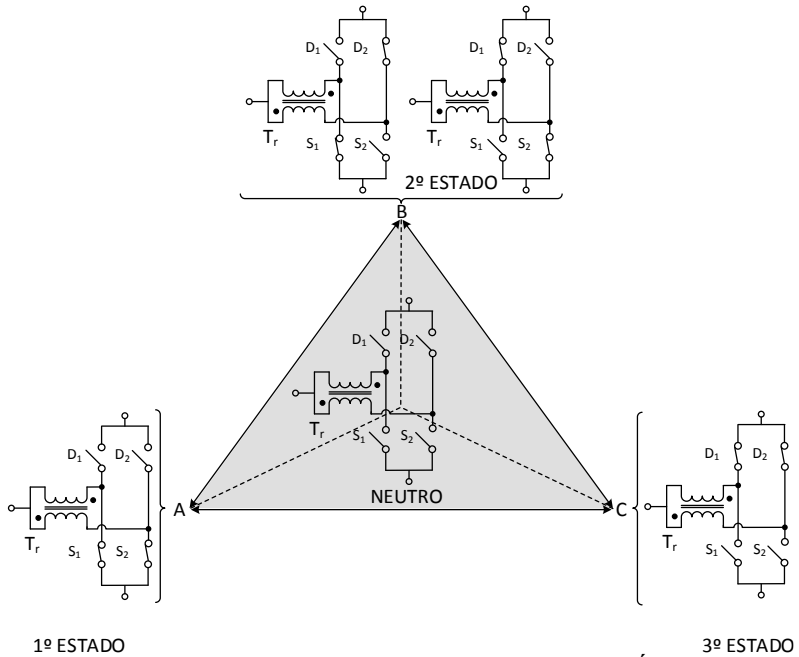 D₁ D₂
Tᵣ
S₁ S₂
D₁ D₂
Tᵣ
S₁ S₂
2º ESTADO
B
D₁ D₂
Tᵣ
S₁ S₂
NEUTRO
D₁ D₂
Tᵣ
S₁ S₂
A
C
D₁ D₂
Tᵣ
S₁ S₂
1º ESTADO
3º ESTADO